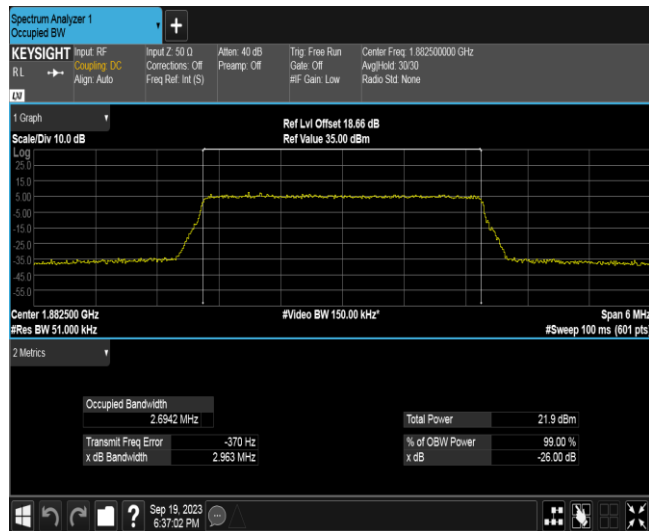 Spectrum Analyzer 1
Occupied BW
+
KEYSIGHT
RL
LXI
Input: RF
Coupling: DC
Align: Auto
Input Z: 50 Ω
Corrections: Off
Freq Ref: Int (S)
Atten: 40 dB
Preamp: Off
Trig: Free Run
Gate: Off
#IF Gain: Low
Center Freq: 1.882500000 GHz
Avg|Hold: 30/30
Radio Std: None
1 Graph
Scale/Div 10.0 dB
Ref Lvl Offset 18.66 dB
Ref Value 35.00 dBm
Log
25.0
15.0
5.00
-5.00
-15.0
-25.0
-35.0
-45.0
-55.0
Center 1.882500 GHz
#Res BW 51.000 kHz
#Video BW 150.00 kHz*
Span 6 MHz
#Sweep 100 ms (601 pts)
2 Metrics
Occupied Bandwidth
2.6942 MHz
Transmit Freq Error -370 Hz
x dB Bandwidth 2.963 MHz
Total Power 21.9 dBm
% of OBW Power 99.00 %
x dB -26.00 dB
?
Sep 19, 2023
6:37:02 PM